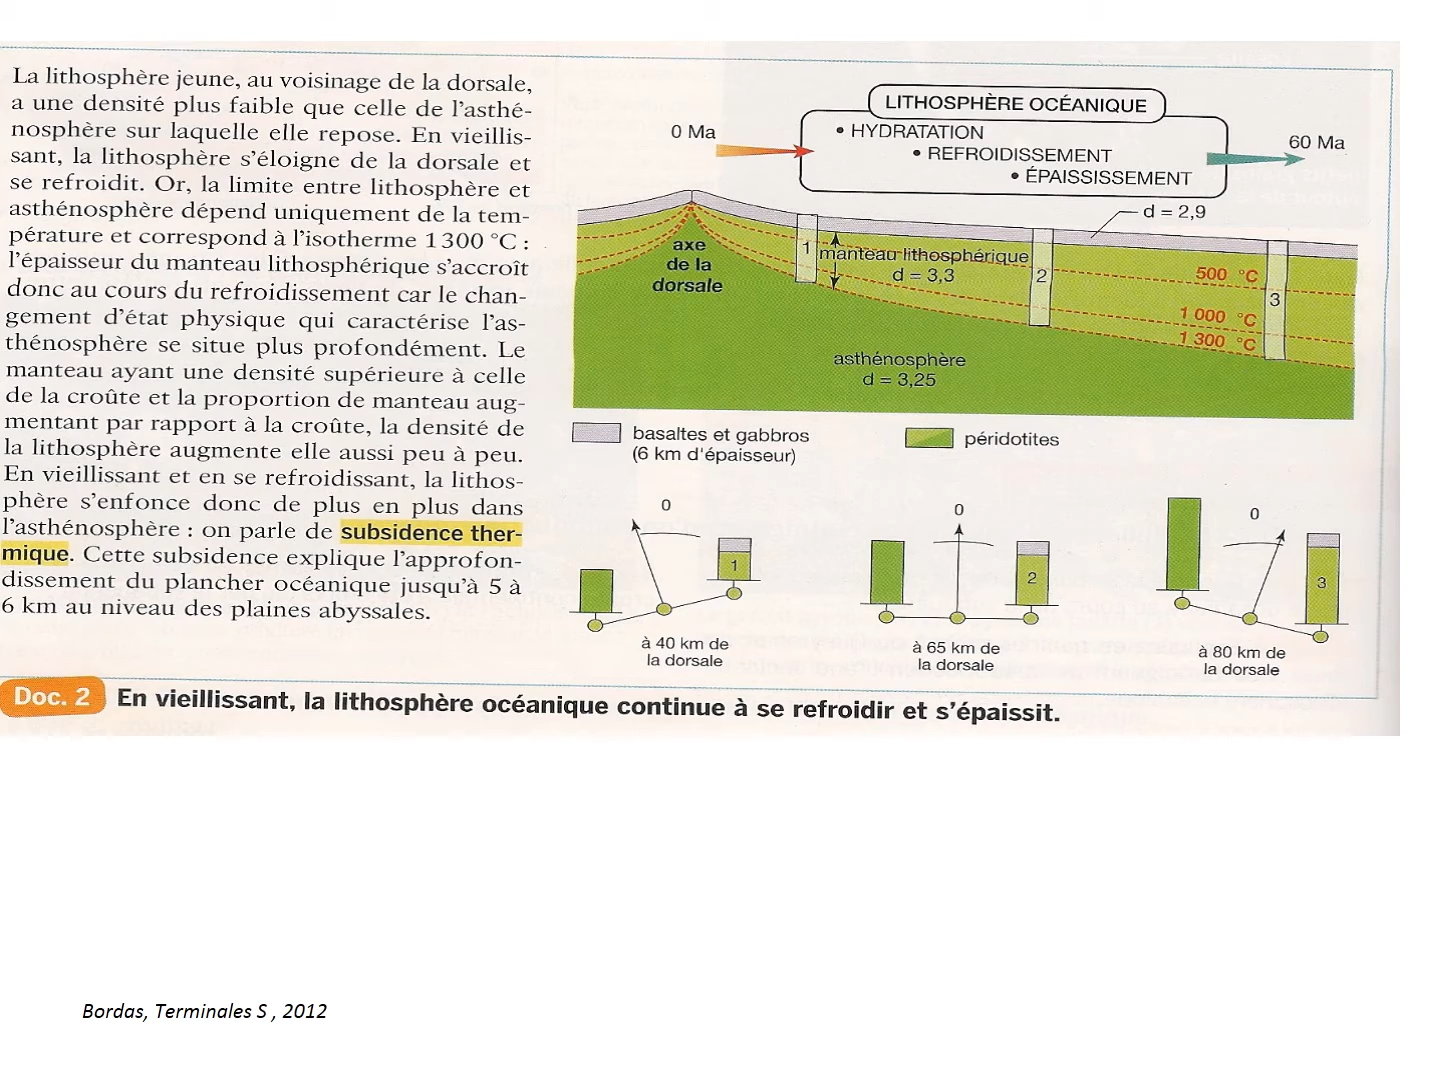 La lithosphère jeune, au voisinage de la dorsale,
a une densité plus faible que celle de l'asthé-
nosphère sur laquelle elle repose. En vieillis-
sant, la lithosphère s'éloigne de la dorsale et
se refroidit. Or, la limite entre lithosphère et
asthénosphère dépend uniquement de la tem-
pérature et correspond à l'isotherme 1 300 °C :
l'épaisseur du manteau lithosphérique s'accroît
donc au cours du refroidissement car le chan-
gement d'état physique qui caractérise l'as-
thénosphère se situe plus profondément. Le
manteau ayant une densité supérieure à celle
de la croûte et la proportion de manteau aug-
mentant par rapport à la croûte, la densité de
la lithosphère augmente elle aussi peu à peu.
En vieillissant et en se refroidissant, la lithos-
phère s'enfonce donc de plus en plus dans
l'asthénosphère : on parle de subsidence ther-
mique. Cette subsidence explique l'approfon-
dissement du plancher océanique jusqu'à 5 à
6 km au niveau des plaines abyssales.
LITHOSPHÈRE OCÉANIQUE
0 Ma
• HYDRATATION
• REFROIDISSEMENT
• ÉPAISSISSEMENT
60 Ma
d = 2,9
axe
de la
dorsale
1
manteau lithosphérique
d = 3,3
2
500 °C
1 000 °C
1 300 °C
3
asthénosphère
d = 3,25
basaltes et gabbros
(6 km d'épaisseur)
péridotites
0
1
à 40 km de
la dorsale
0
2
à 65 km de
la dorsale
0
3
à 80 km de
la dorsale
Doc. 2 En vieillissant, la lithosphère océanique continue à se refroidir et s'épaissit.
Bordas, Terminales S , 2012